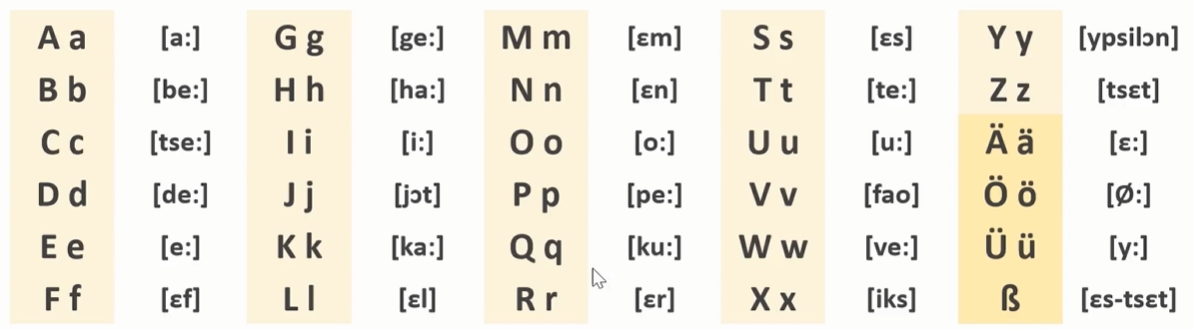 A a [a:] G g [ge:] M m [ɛm] S s [ɛs] Y y [ypsilɔn]
B b [be:] H h [ha:] N n [ɛn] T t [te:] Z z [tsɛt]
C c [tse:] I i [i:] O o [o:] U u [u:] Ä ä [ɛ:]
D d [de:] J j [jɔt] P p [pe:] V v [fao] Ö ö [Ø:]
E e [e:] K k [ka:] Q q [ku:] W w [ve:] Ü ü [y:]
F f [ɛf] L l [ɛl] R r [ɛr] X x [iks] ß [ɛs-tsɛt]